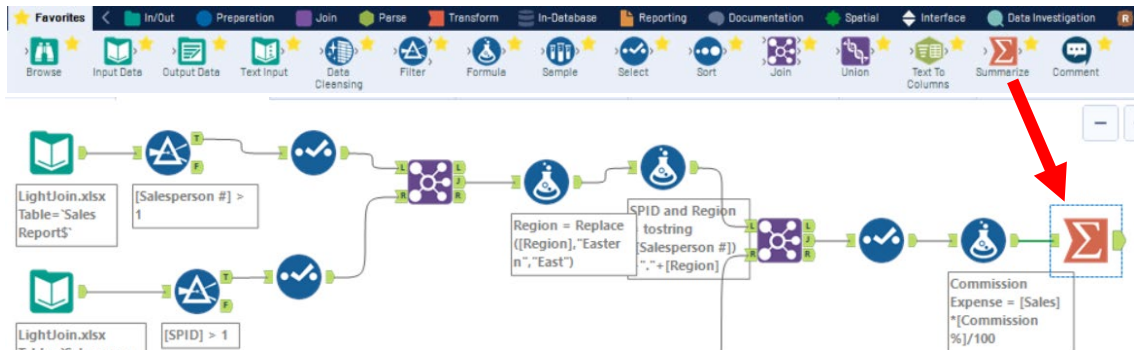 Favorites
In/Out
Preparation
Join
Parse
Transform
In-Database
Reporting
Documentation
Spatial
Interface
Data Investigation
R
Browse
Input Data
Output Data
Text Input
Data
Cleansing
Filter
Formula
Sample
Select
Sort
Join
Union
Text To
Columns
Summarize
Comment
T
F
LightJoin.xlsx
Table=`Sales
Report$`
[Salesperson #] >
1
L
R
L
J
R
Region = Replace
([Region],"Easter
n","East")
SPID and Region
tostring
Salesperson #])
"."+[Region]
L
R
L
J
R
Commission
Expense = [Sales]
*[Commission
%]/100
T
F
LightJoin.xlsx
[SPID] > 1